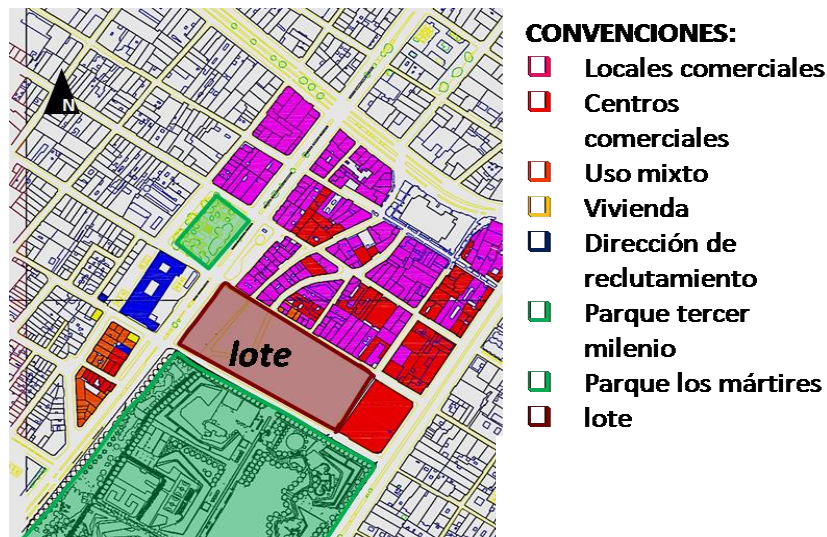 N
lote
CONVENCIONES:
Locales comerciales
Centros
comerciales
Uso mixto
Vivienda
Dirección de
reclutamiento
Parque tercer
milenio
Parque los mártires
lote